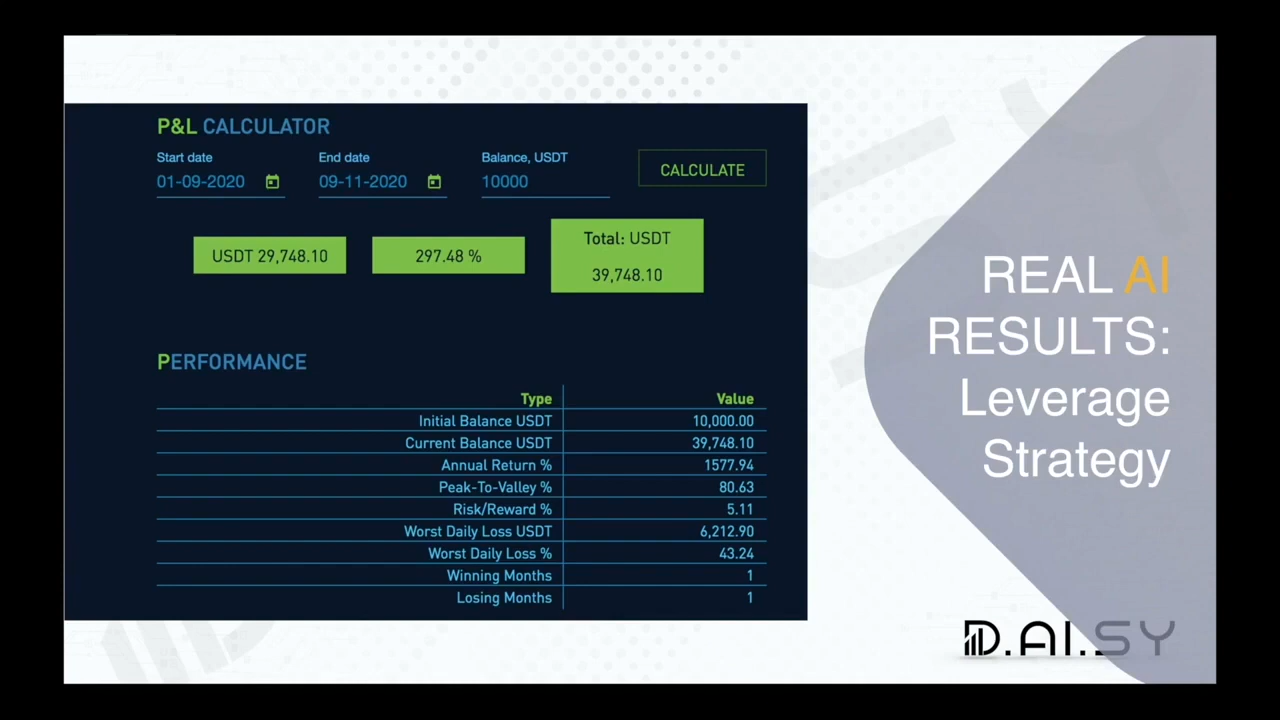 P&L CALCULATOR
Start date End date Balance, USDT
01-09-2020 09-11-2020 10000 CALCULATE
USDT 29,748.10 297.48 % Total: USDT
39,748.10
PERFORMANCE
Type Value
Initial Balance USDT 10,000.00
Current Balance USDT 39,748.10
Annual Return % 1577.94
Peak-To-Valley % 80.63
Risk/Reward % 5.11
Worst Daily Loss USDT 6,212.90
Worst Daily Loss % 43.24
Winning Months 1
Losing Months 1
REAL AI
RESULTS:
Leverage
Strategy
D.AI.SY